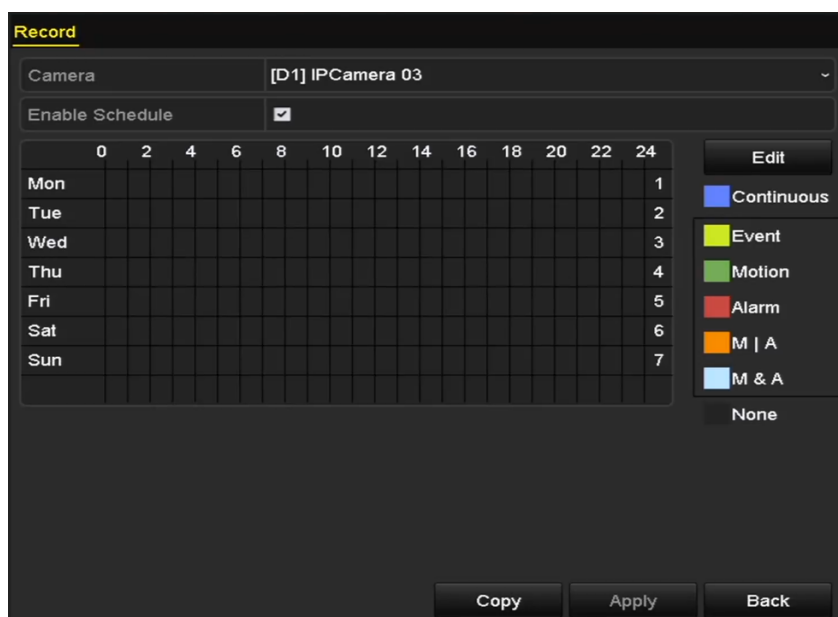 Record
Camera [D1] IPCamera 03
Enable Schedule
0 2 4 6 8 10 12 14 16 18 20 22 24
Edit
Mon 1
Continuous
Tue 2
Wed 3
Event
Thu 4
Motion
Fri 5
Alarm
Sat 6
M | A
Sun 7
M & A
None
Copy Apply Back